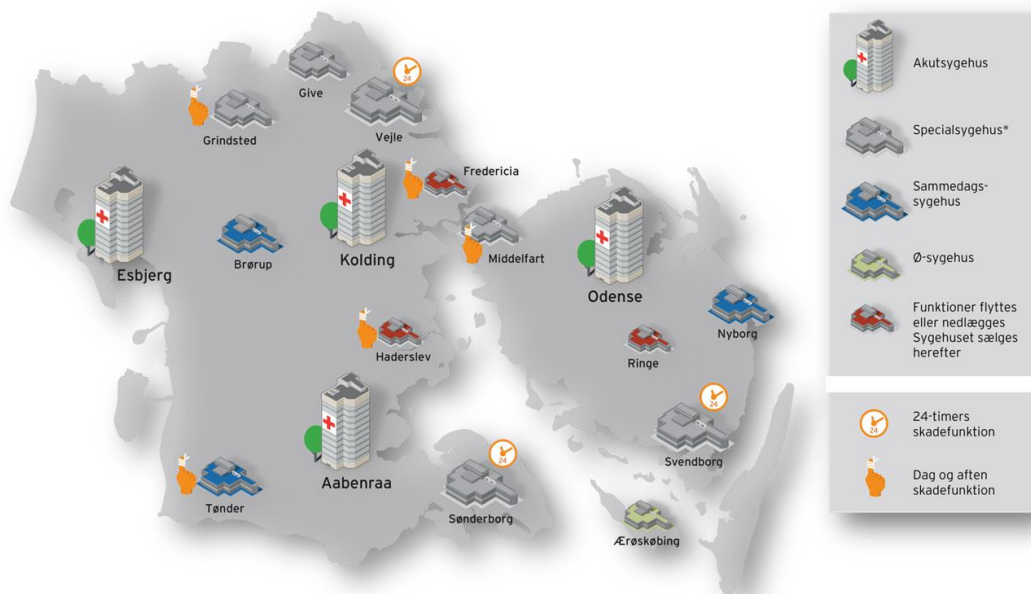 Give
24
Grindsted
Vejle
Fredericia
Esbjerg
Brørup
Kolding
Middelfart
Odense
Nyborg
Haderslev
Ringe
24
Svendborg
Aabenraa
24
Tønder
Sønderborg
Ærøskøbing
Akutsygehus
Specialsygehus*
Sammedags-
sygehus
Ø-sygehus
Funktioner flyttes
eller nedlægges
Sygehuset sælges
herefter
24
24-timers
skadefunktion
Dag og aften
skadefunktion